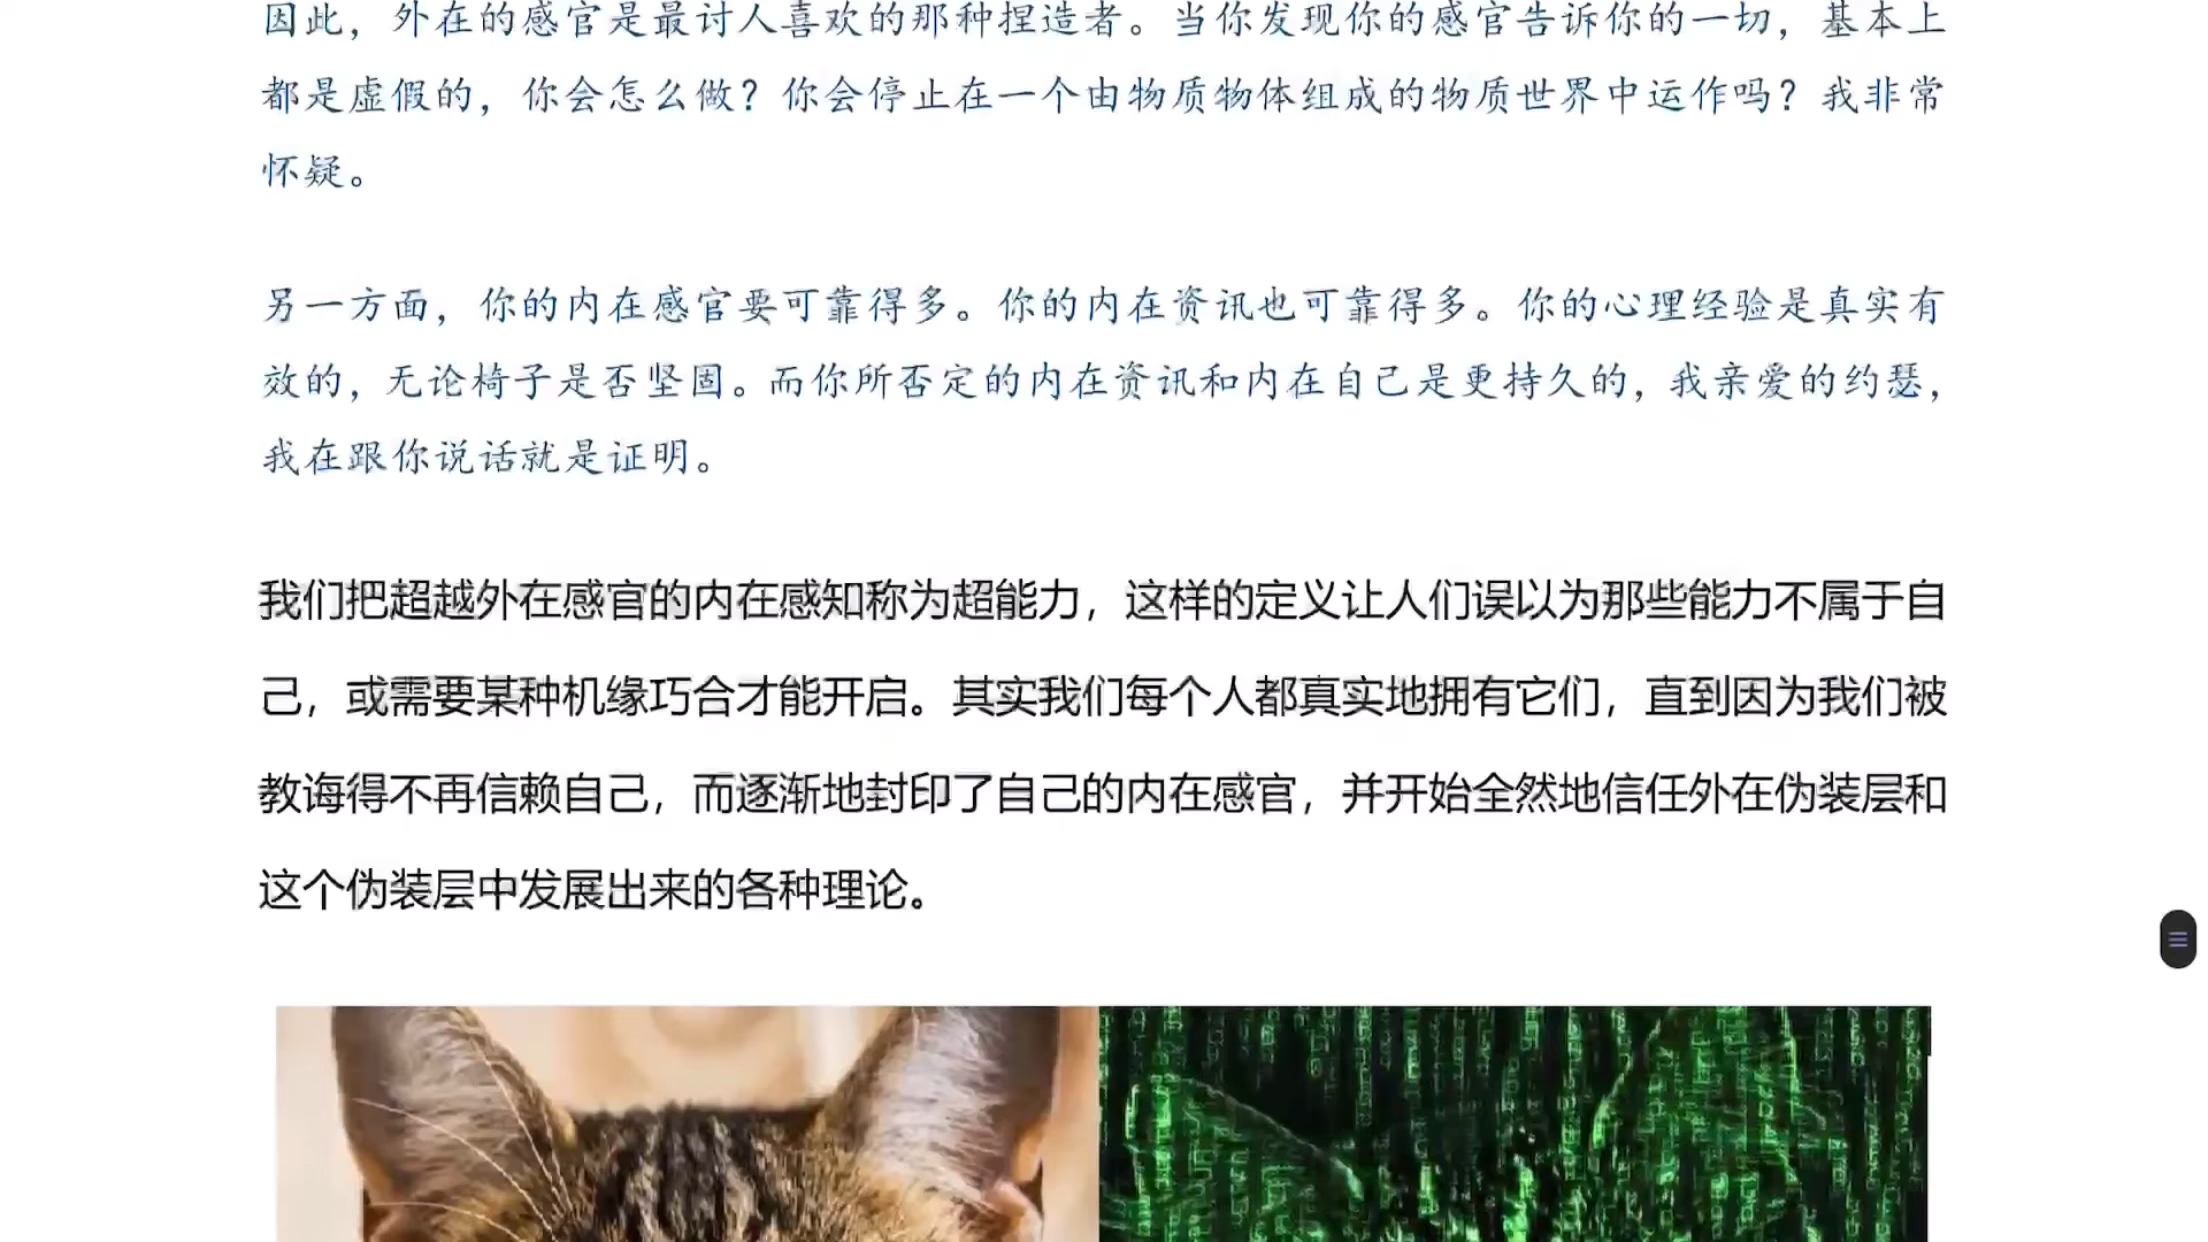 因此，外在的感官是最讨人喜欢的那种捏造者。当你发现你的感官告诉你的一切，基本上
都是虚假的，你会怎么做？你会停止在一个由物质物体组成的物质世界中运作吗？我非常
怀疑。
另一方面，你的内在感官要可靠得多。你的内在资讯也可靠得多。你的心理经验是真实有
效的，无论椅子是否坚固。而你所否定的内在资讯和内在自己是更持久的，我亲爱的约瑟，
我在跟你说话就是证明。
我们把超越外在感官的内在感知称为超能力，这样的定义让人们误以为那些能力不属于自
己，或需要某种机缘巧合才能开启。其实我们每个人都真实地拥有它们，直到因为我们被
教诲得不再信赖自己，而逐渐地封印了自己的内在感官，并开始全然地信任外在伪装层和
这个伪装层中发展出来的各种理论。